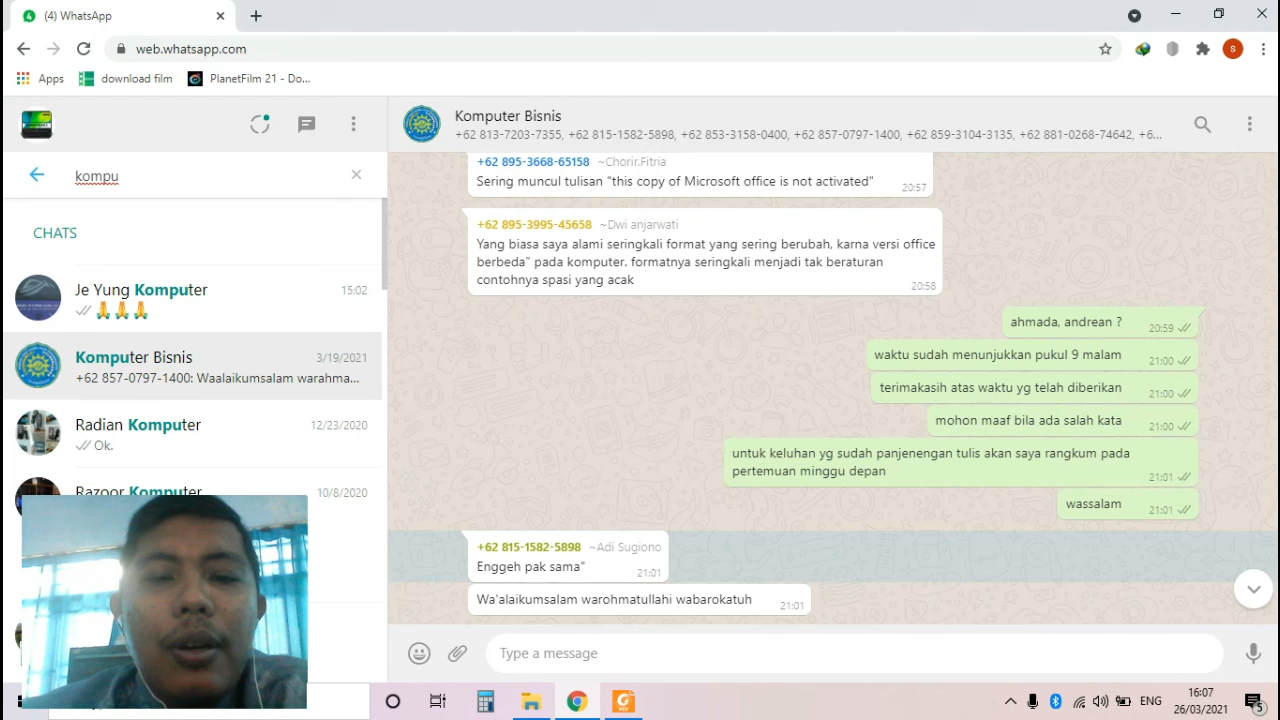 (4) WhatsApp
web.whatsapp.com
S
Apps
download film
PlanetFilm 21 - Do...
kompu
CHATS
Je Yung Komputer
15:02
Komputer Bisnis
3/19/2021
+62 857-0797-1400: Waalaikumsalam warahma...
Radian Komputer
12/23/2020
Ok.
Razoor Komputer
10/8/2020
Komputer Bisnis
+62 813-7203-7355, +62 815-1582-5898, +62 853-3158-0400, +62 857-0797-1400, +62 859-3104-3135, +62 881-0268-74642, +6...
+62 895-3668-65158 ~Chorir.Fitria
Sering muncul tulisan "this copy of Microsoft office is not activated"
20:57
+62 895-3995-45658 ~Dwi anjarwati
Yang biasa saya alami seringkali format yang sering berubah, karna versi office
berbeda" pada komputer. formatnya seringkali menjadi tak beraturan
contohnya spasi yang acak
20:58
ahmada, andrean ?
20:59
waktu sudah menunjukkan pukul 9 malam
21:00
terimakasih atas waktu yg telah diberikan
21:00
mohon maaf bila ada salah kata
21:00
untuk keluhan yg sudah panjenengan tulis akan saya rangkum pada
pertemuan minggu depan
21:01
wassalam
21:01
+62 815-1582-5898 ~Adi Sugiono
Enggeh pak sama"
21:01
Wa'alaikumsalam warohmatullahi wabarokatuh
21:01
Type a message
ENG
16:07
26/03/2021
5